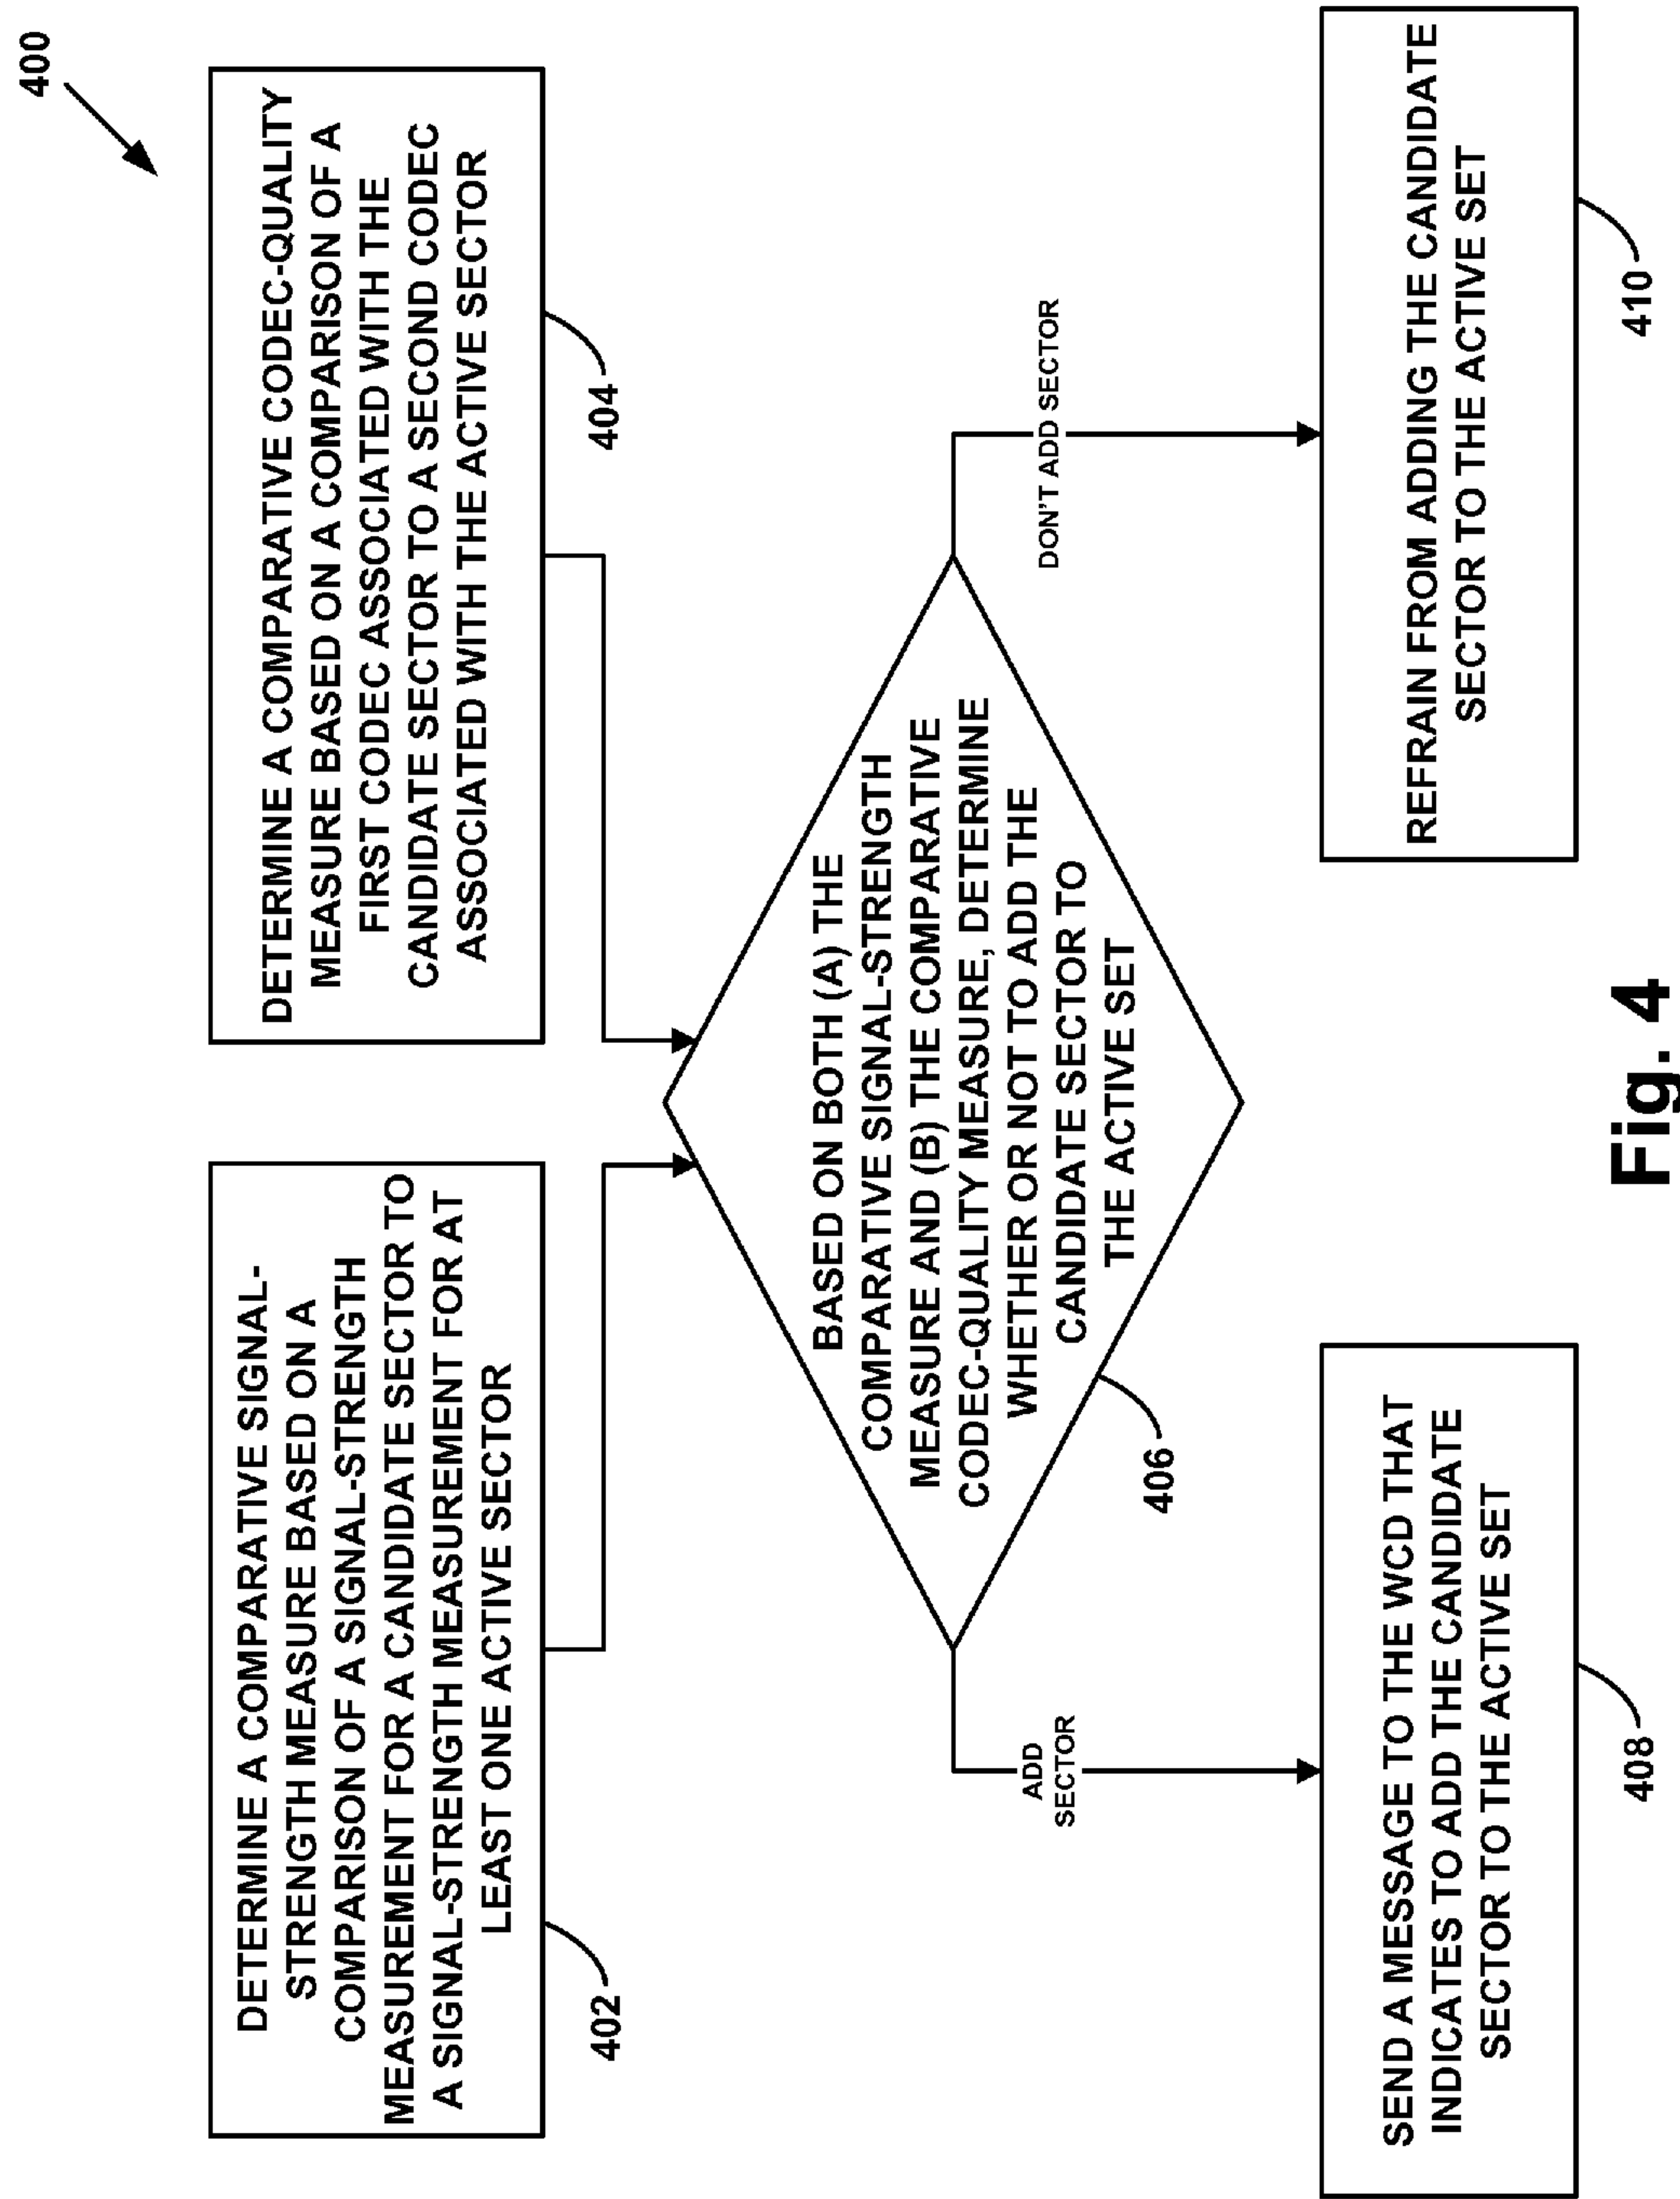 400
DETERMINE A COMPARATIVE SIGNAL-
STRENGTH MEASURE BASED ON A
COMPARISON OF A SIGNAL-STRENGTH
MEASUREMENT FOR A CANDIDATE SECTOR TO
A SIGNAL-STRENGTH MEASUREMENT FOR AT
LEAST ONE ACTIVE SECTOR
402
DETERMINE A COMPARATIVE CODEC-QUALITY
MEASURE BASED ON A COMPARISON OF A
FIRST CODEC ASSOCIATED WITH THE
CANDIDATE SECTOR TO A SECOND CODEC
ASSOCIATED WITH THE ACTIVE SECTOR
404
BASED ON BOTH (A) THE
COMPARATIVE SIGNAL-STRENGTH
MEASURE AND (B) THE COMPARATIVE
CODEC-QUALITY MEASURE, DETERMINE
WHETHER OR NOT TO ADD THE
CANDIDATE SECTOR TO
THE ACTIVE SET
406
ADD
SECTOR
DON'T ADD SECTOR
SEND A MESSAGE TO THE WCD THAT
INDICATES TO ADD THE CANDIDATE
SECTOR TO THE ACTIVE SET
408
REFRAIN FROM ADDING THE CANDIDATE
SECTOR TO THE ACTIVE SET
410
Fig. 4